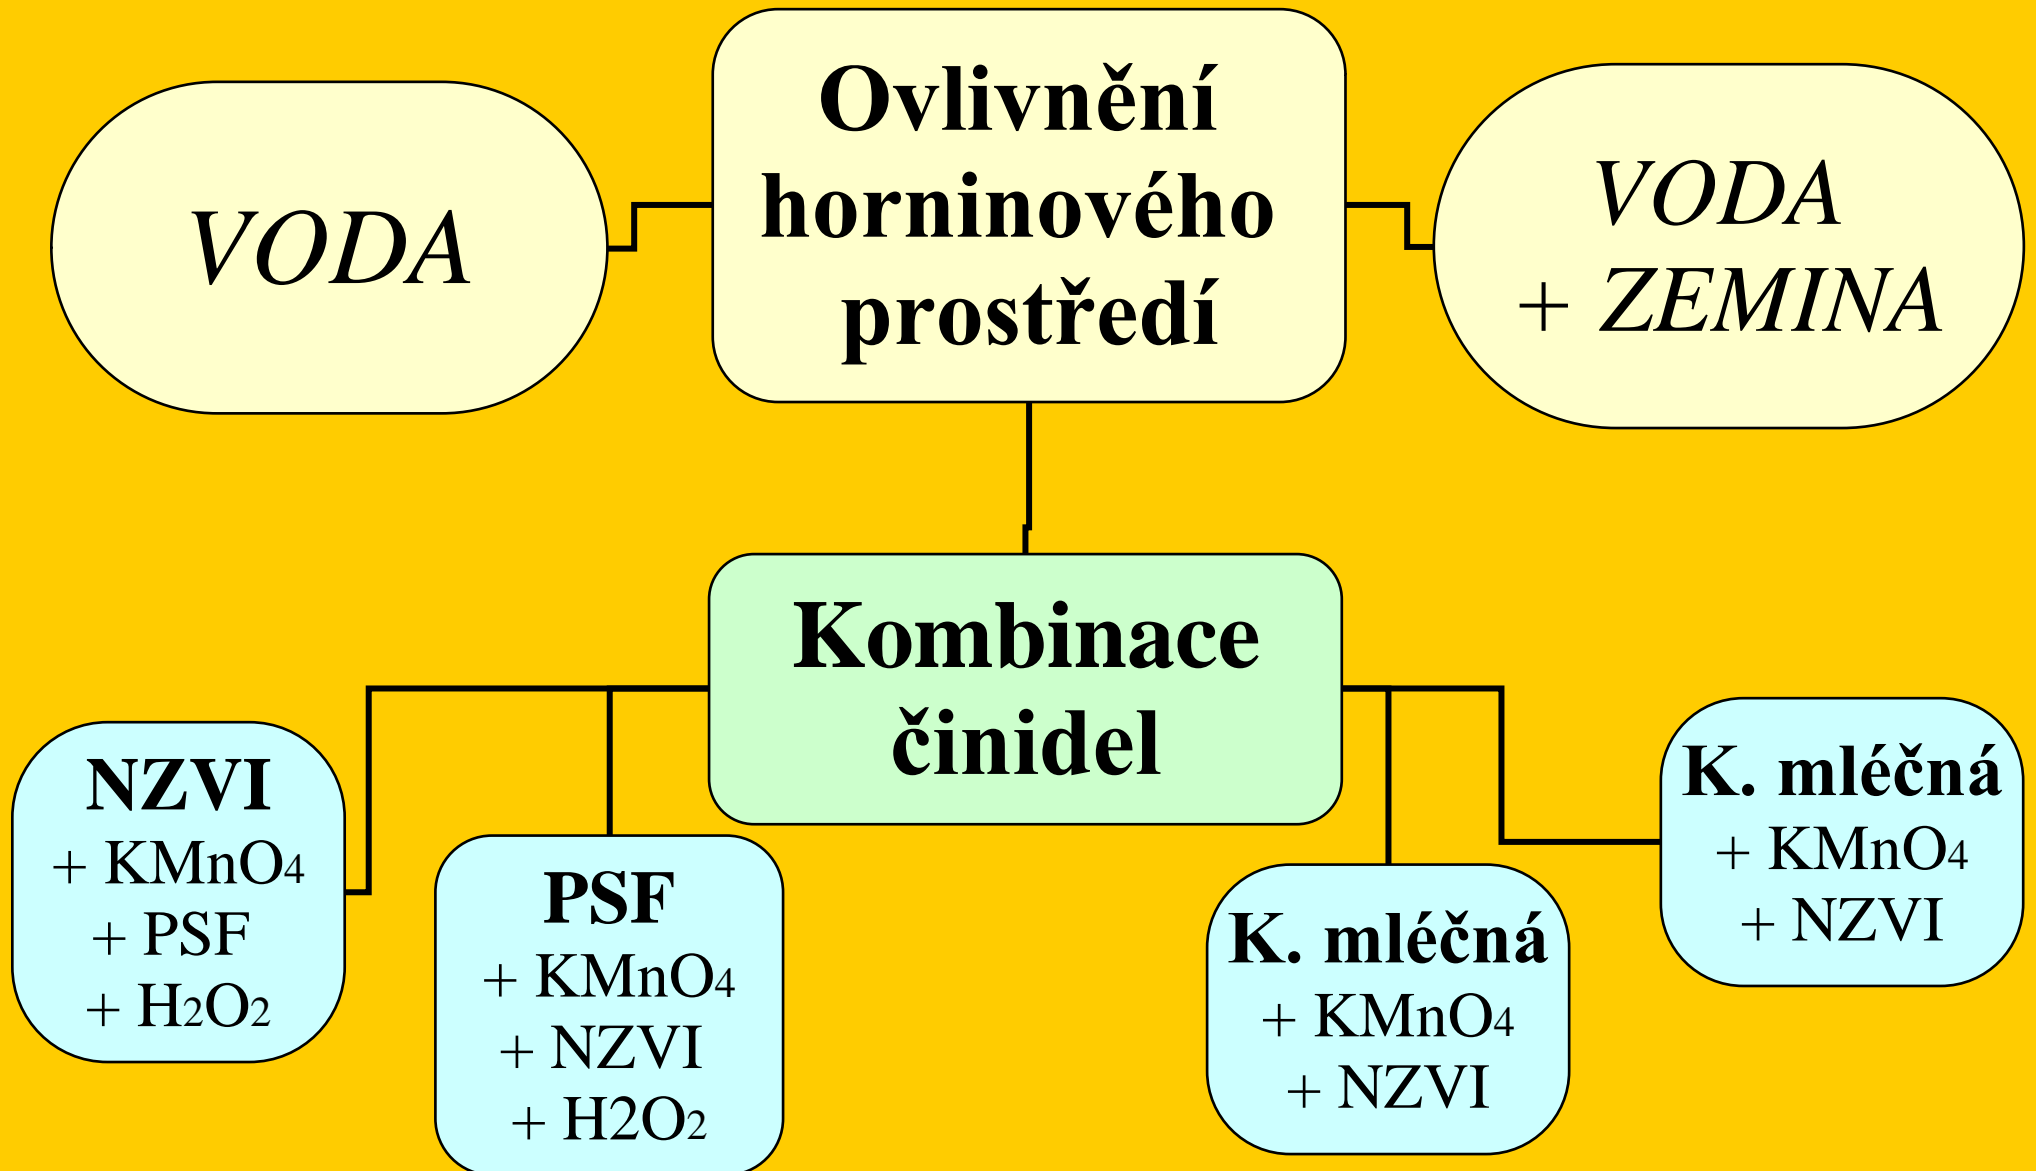 VODA
Ovlivnění
horninového
prostředí
VODA
+ ZEMINA
Kombinace
činidel
NZVI
+ KMnO4
+ PSF
+ H2O2
PSF
+ KMnO4
+ NZVI
+ H2O2
K. mléčná
+ KMnO4
+ NZVI
K. mléčná
+ KMnO4
+ NZVI